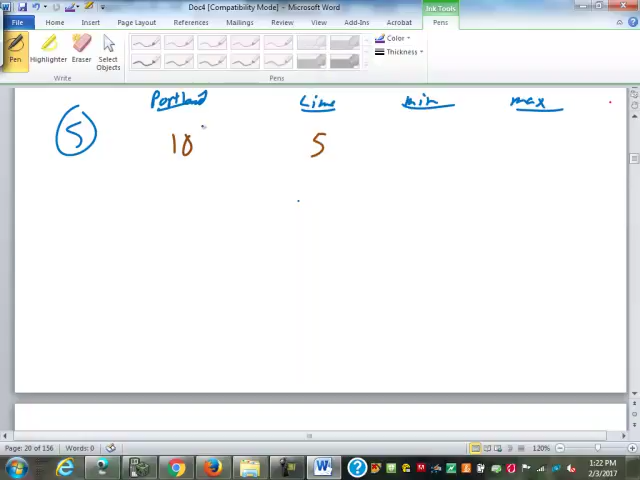 Doc4 [Compatibility Mode] - Microsoft Word
Ink Tools
File Home Insert Page Layout References Mailings Review View Add-Ins Acrobat Pens
Pen Highlighter Eraser Select Objects
Color
Thickness
Write Pens
Portland Lime min max
5 10 5
Page: 20 of 156 Words: 0 120%
1:22 PM
2/3/2017